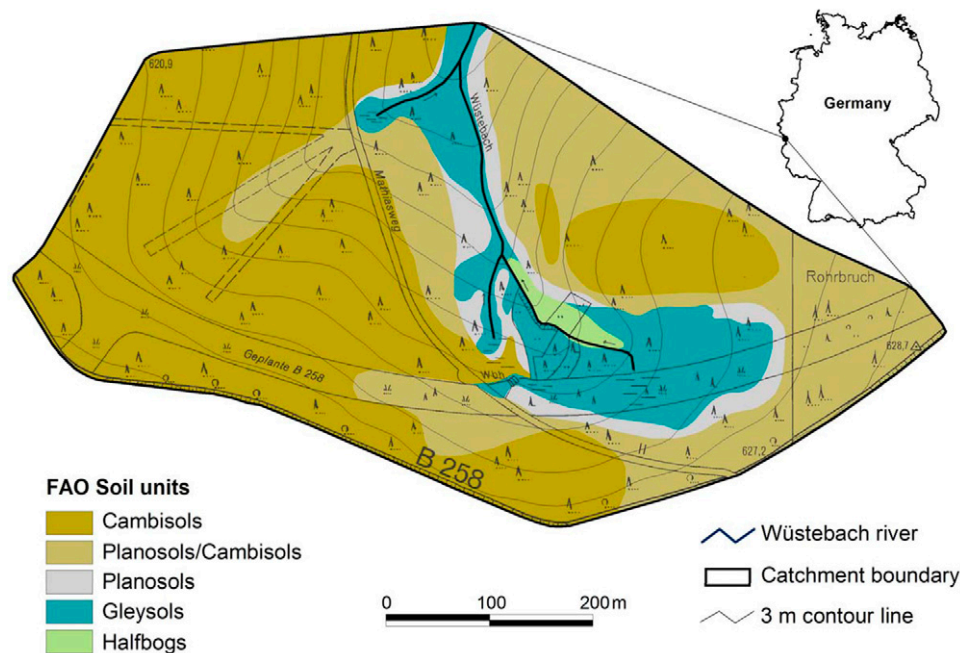 620,9
Germany
Wüstebach
Mathiasweg
Rohrbruch
628,7
Geplante B 258
Wbh
627,2
H
B 258
FAO Soil units
Cambisols
Planosols/Cambisols
Planosols
Gleysols
Halfbogs
0 100 200 m
Wüstebach river
Catchment boundary
3 m contour line